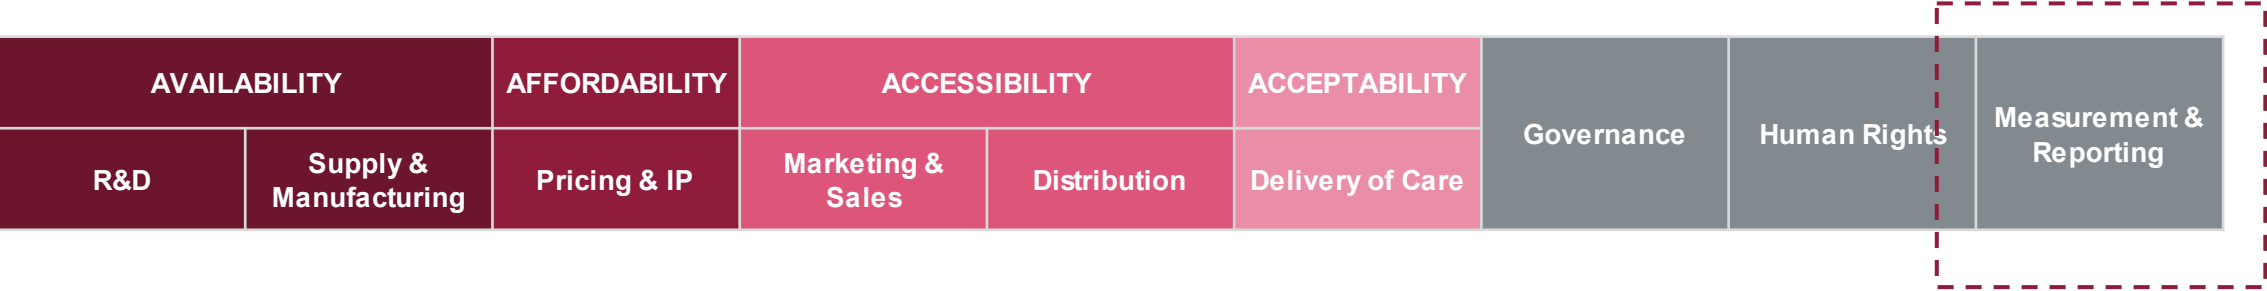 AVAILABILITY
AFFORDABILITY
ACCESSIBILITY
ACCEPTABILITY
R&D
Supply &
Manufacturing
Pricing & IP
Marketing &
Sales
Distribution
Delivery of Care
Governance
Human Rights
Measurement &
Reporting